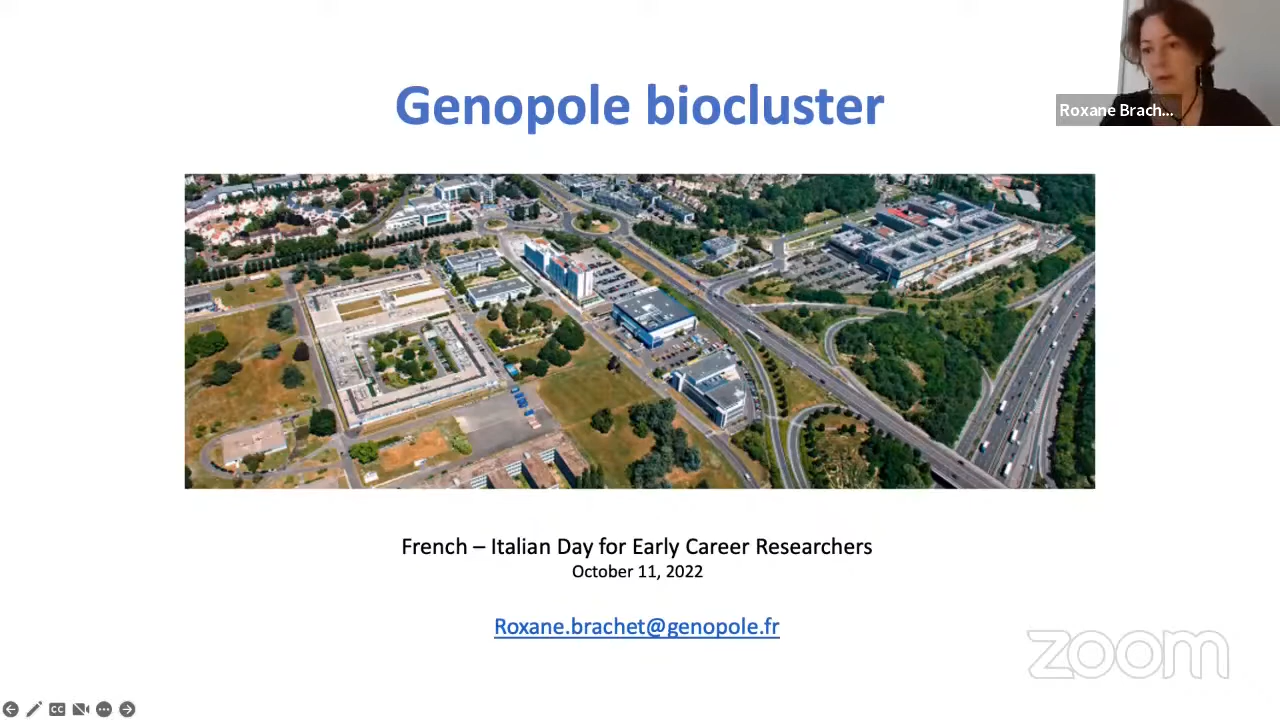 Genopole biocluster
Roxane Brach...
French – Italian Day for Early Career Researchers
October 11, 2022
Roxane.brachet@genopole.fr
zoom
CC